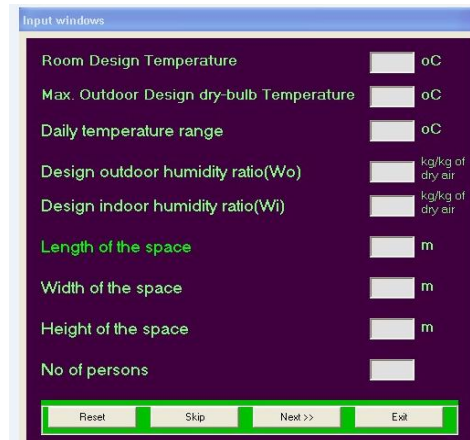 Input windows
Room Design Temperature oC
Max. Outdoor Design dry-bulb Temperature oC
Daily temperature range oC
Design outdoor humidity ratio(Wo) kg/kg of dry air
Design indoor humidity ratio(Wi) kg/kg of dry air
Length of the space m
Width of the space m
Height of the space m
No of persons
Reset Skip Next >> Exit